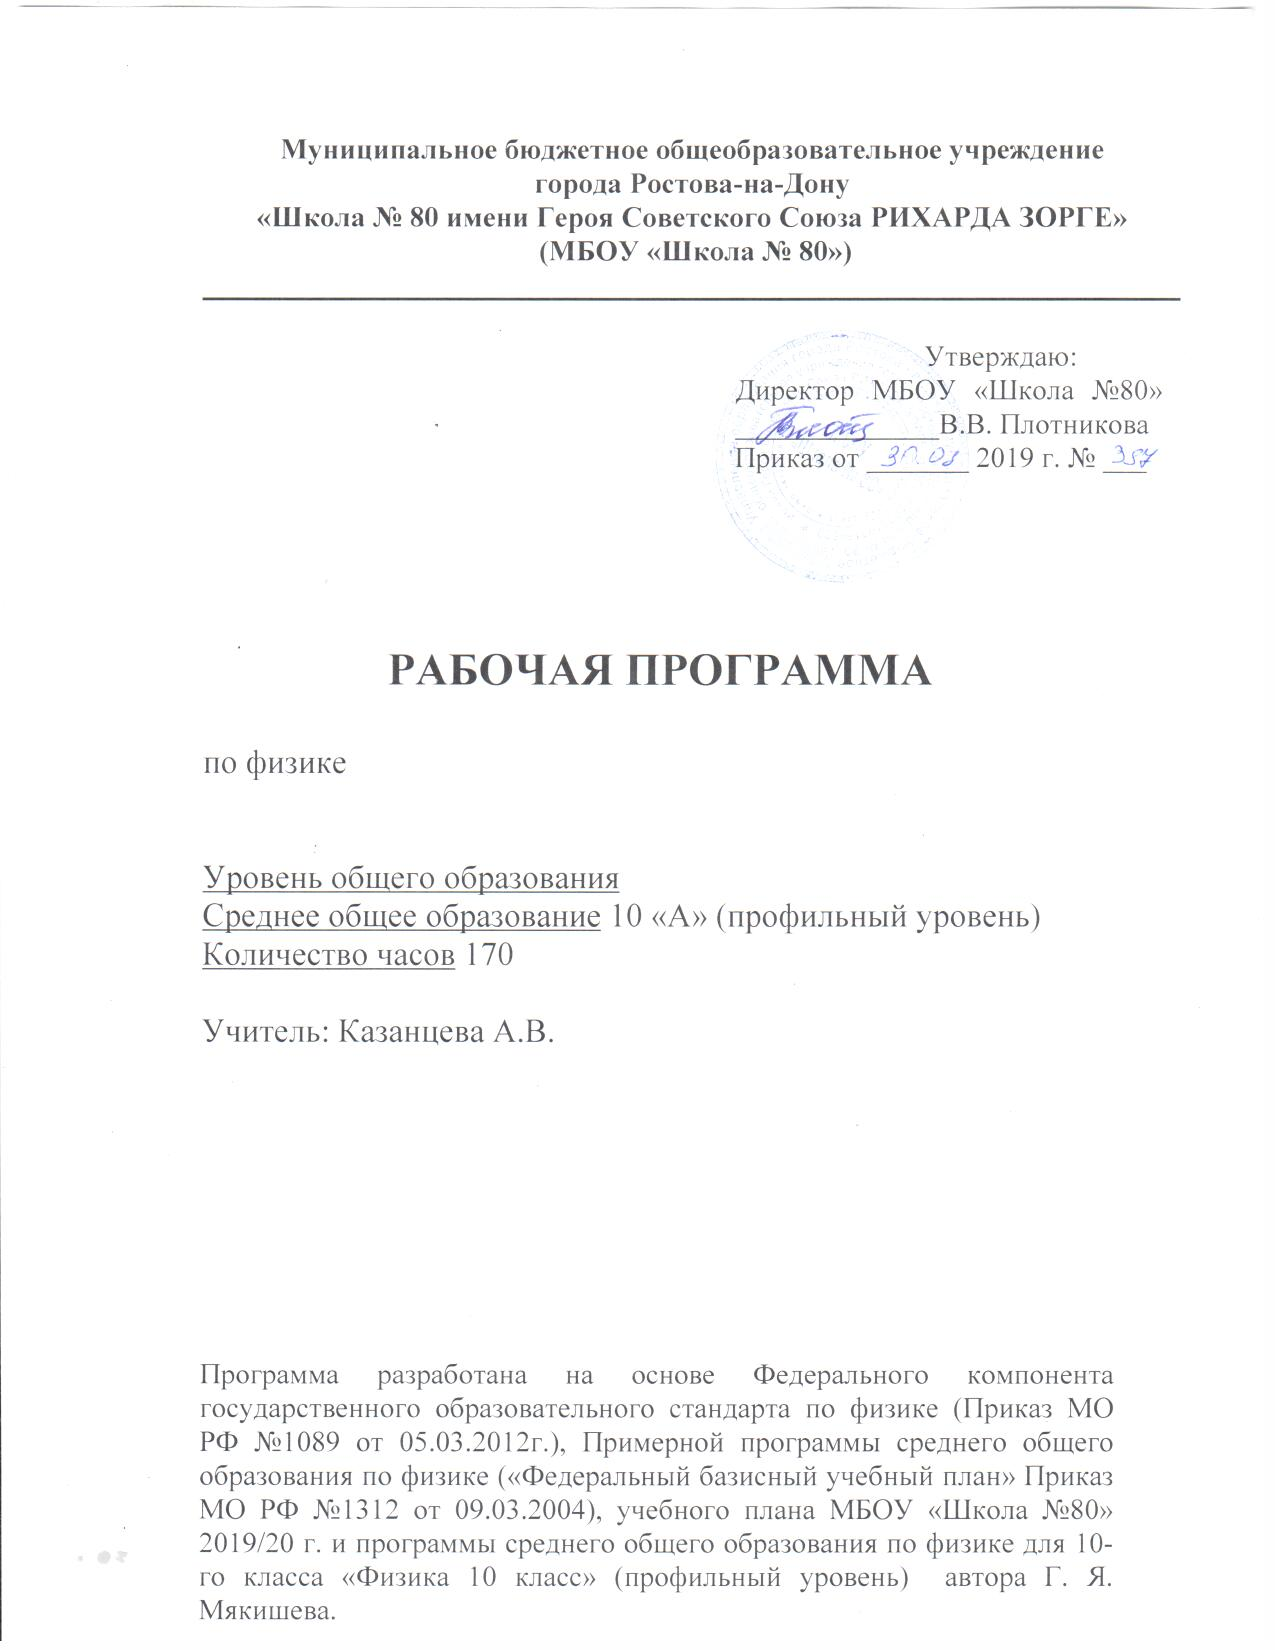 Муниципальное бюджетное общеобразовательное учреждение
города Ростова-на-Дону
«Школа № 80 имени Героя Советского Союза РИХАРДА ЗОРГЕ»
(МБОУ «Школа № 80»)
Утверждаю:
Директор МБОУ «Школа №80»
В.В. Плотникова
Приказ от 30.08 2019 г. № 357
РАБОЧАЯ ПРОГРАММА
по физике
Уровень общего образования
Среднее общее образование 10 «А» (профильный уровень)
Количество часов 170
Учитель: Казанцева А.В.
Программа разработана на основе Федерального компонента
государственного образовательного стандарта по физике (Приказ МО
РФ №1089 от 05.03.2012г.), Примерной программы среднего общего
образования по физике («Федеральный базисный учебный план» Приказ
МО РФ №1312 от 09.03.2004), учебного плана МБОУ «Школа №80»
2019/20 г. и программы среднего общего образования по физике для 10-
го класса «Физика 10 класс» (профильный уровень) автора Г. Я.
Мякишева.